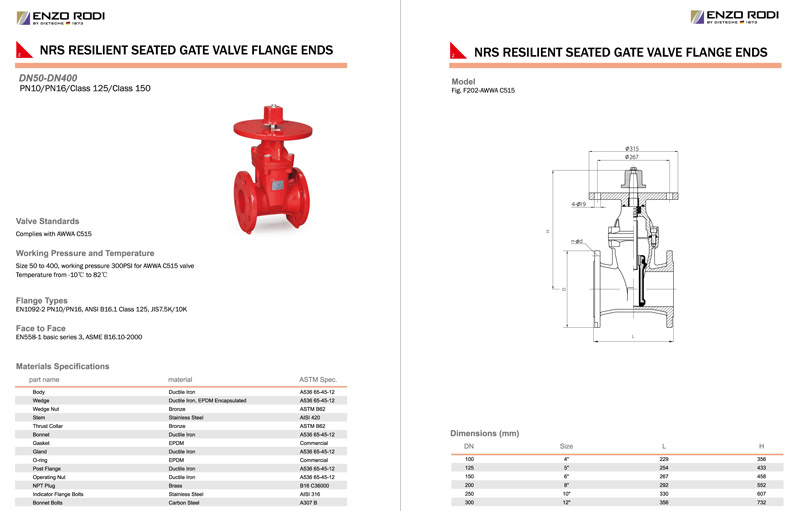 ENZO RODI
BY DIETSCHE 1873
1
NRS RESILIENT SEATED GATE VALVE FLANGE ENDS
DN50-DN400
PN10/PN16/Class 125/Class 150
Valve Standards
Complies with AWWA C515
Working Pressure and Temperature
Size 50 to 400, working pressure 300PSI for AWWA C515 valve
Temperature from -10℃ to 82℃
Flange Types
EN1092-2 PN10/PN16, ANSI B16.1 Class 125, JIS7.5K/10K
Face to Face
EN558-1 basic series 3, ASME B16.10-2000
Materials Specifications
part name material ASTM Spec.
Body Ductile Iron A536 65-45-12
Wedge Ductile Iron, EPDM Encapsulated A536 65-45-12
Wedge Nut Bronze ASTM B62
Stem Stainless Steel AISI 420
Thrust Collar Bronze ASTM B62
Bonnet Ductile Iron A536 65-45-12
Gasket EPDM Commercial
Gland Ductile Iron A536 65-45-12
O-ring EPDM Commercial
Post Flange Ductile Iron A536 65-45-12
Operating Nut Ductile Iron A536 65-45-12
NPT Plug Brass B16 C36000
Indicator Flange Bolts Stainless Steel AISI 316
Bonnet Bolts Carbon Steel A307 B
ENZO RODI
BY DIETSCHE 1873
2
NRS RESILIENT SEATED GATE VALVE FLANGE ENDS
Model
Fig. F202-AWWA C515
Ø315
Ø267
4-Ø19
H
n-ød
D
L
Dimensions (mm)
DN Size L H
100 4" 229 356
125 5" 254 433
150 6" 267 458
200 8" 292 552
250 10" 330 607
300 12" 356 732